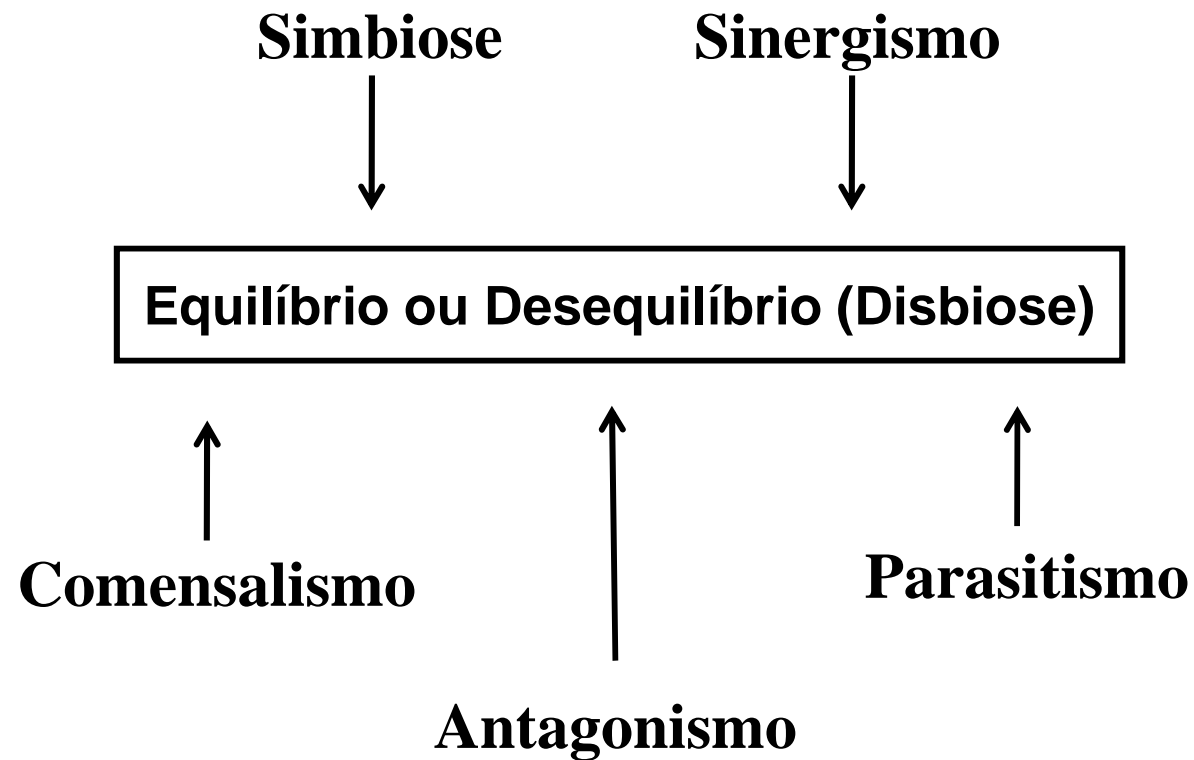 Simbiose
Sinergismo
Equilíbrio ou Desequilíbrio (Disbiose)
Comensalismo
Parasitismo
Antagonismo